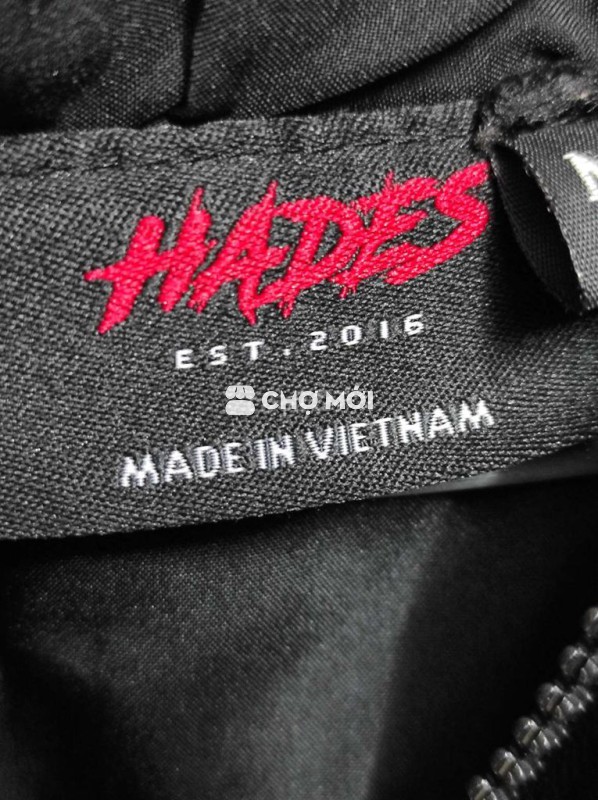 HADES
EST. 2016
CHỢ MỚI
MADE IN VIETNAM